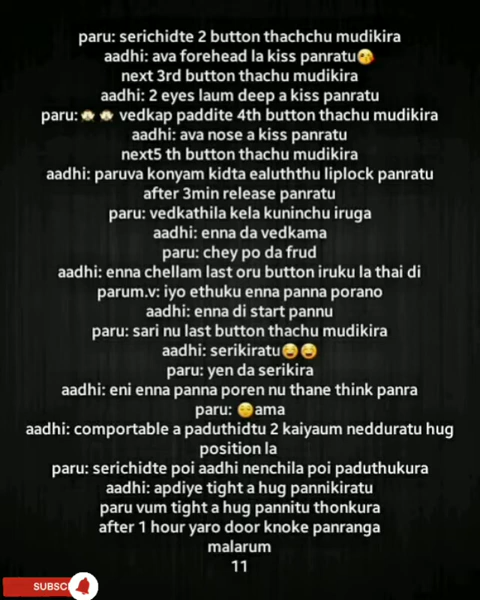 paru: serichidte 2 button thachchu mudikira
aadhi: ava forehead la kiss panratu😘
next 3rd button thachu mudikira
aadhi: 2 eyes laum deep a kiss panratu
paru:🙈🙈 vedkap paddite 4th button thachu mudikira
aadhi: ava nose a kiss panratu
next5 th button thachu mudikira
aadhi: paruva konyam kidta ealuththu liplock panratu
after 3min release panratu
paru: vedkathila kela kuninchu iruga
aadhi: enna da vedkama
paru: chey po da frud
aadhi: enna chellam last oru button iruku la thai di
parum.v: iyo ethuku enna panna porano
aadhi: enna di start pannu
paru: sari nu last button thachu mudikira
aadhi: serikiratu😂😂
paru: yen da serikira
aadhi: eni enna panna poren nu thane think panra
paru: 😌ama
aadhi: comportable a paduthidtu 2 kaiyaum nedduratu hug
position la
paru: serichidte poi aadhi nenchila poi paduthukura
aadhi: apdiye tight a hug pannikiratu
paru vum tight a hug pannitu thonkura
after 1 hour yaro door knoke panranga
malarum
11
SUBSC